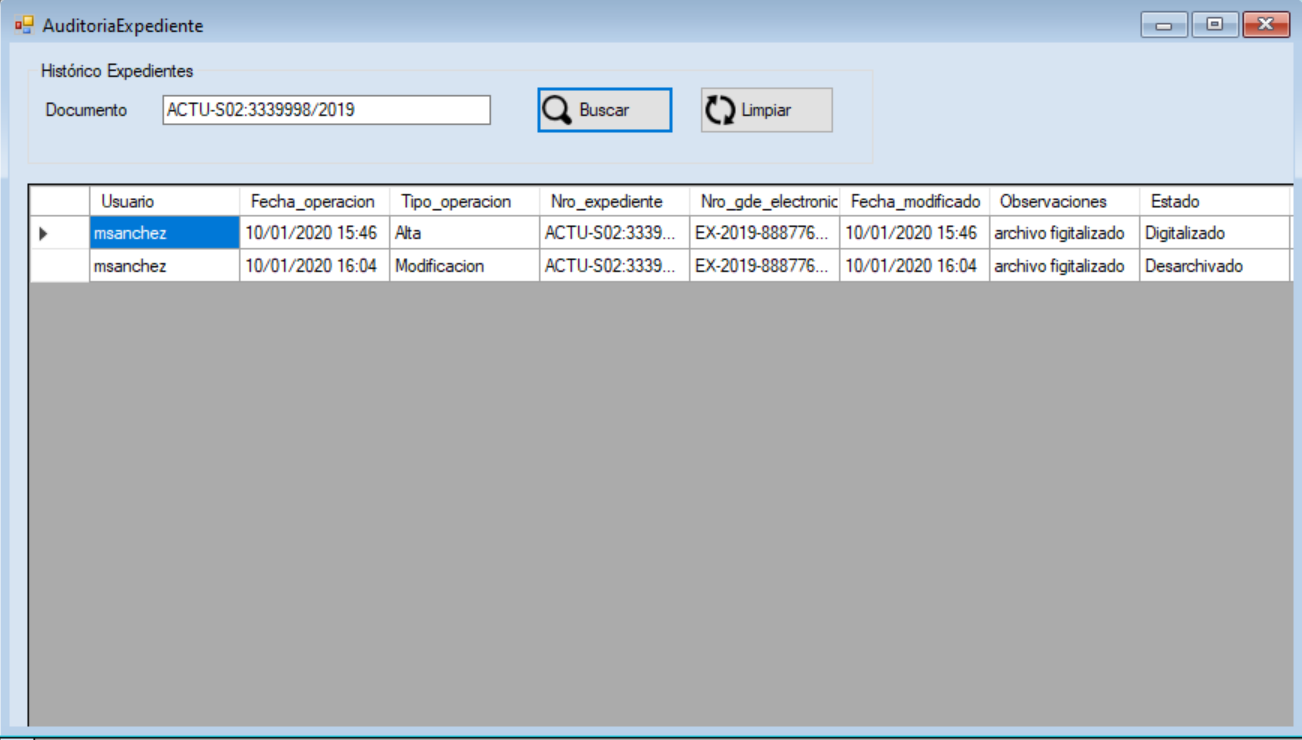 AuditoriaExpediente
Histórico Expedientes
Documento ACTU-S02:3339998/2019 Buscar Limpiar
Usuario Fecha_operacion Tipo_operacion Nro_expediente Nro_gde_electronic Fecha_modificado Observaciones Estado
msanchez 10/01/2020 15:46 Alta ACTU-S02:3339... EX-2019-888776... 10/01/2020 15:46 archivo figitalizado Digitalizado
msanchez 10/01/2020 16:04 Modificacion ACTU-S02:3339... EX-2019-888776... 10/01/2020 16:04 archivo figitalizado Desarchivado